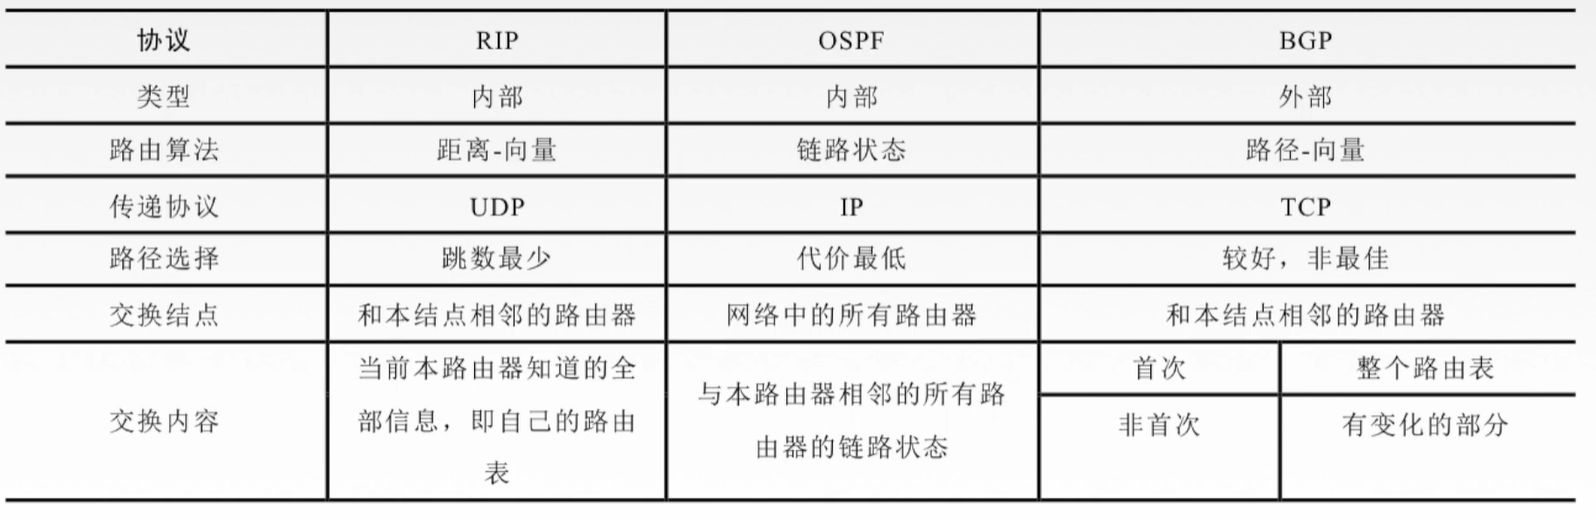 协议 RIP OSPF BGP
类型 内部 内部 外部
路由算法 距离-向量 链路状态 路径-向量
传递协议 UDP IP TCP
路径选择 跳数最少 代价最低 较好，非最佳
交换结点 和本结点相邻的路由器 网络中的所有路由器 和本结点相邻的路由器
交换内容
当前本路由器知道的全
部信息，即自己的路由
表
与本路由器相邻的所有路
由器的链路状态
首次 整个路由表
非首次 有变化的部分